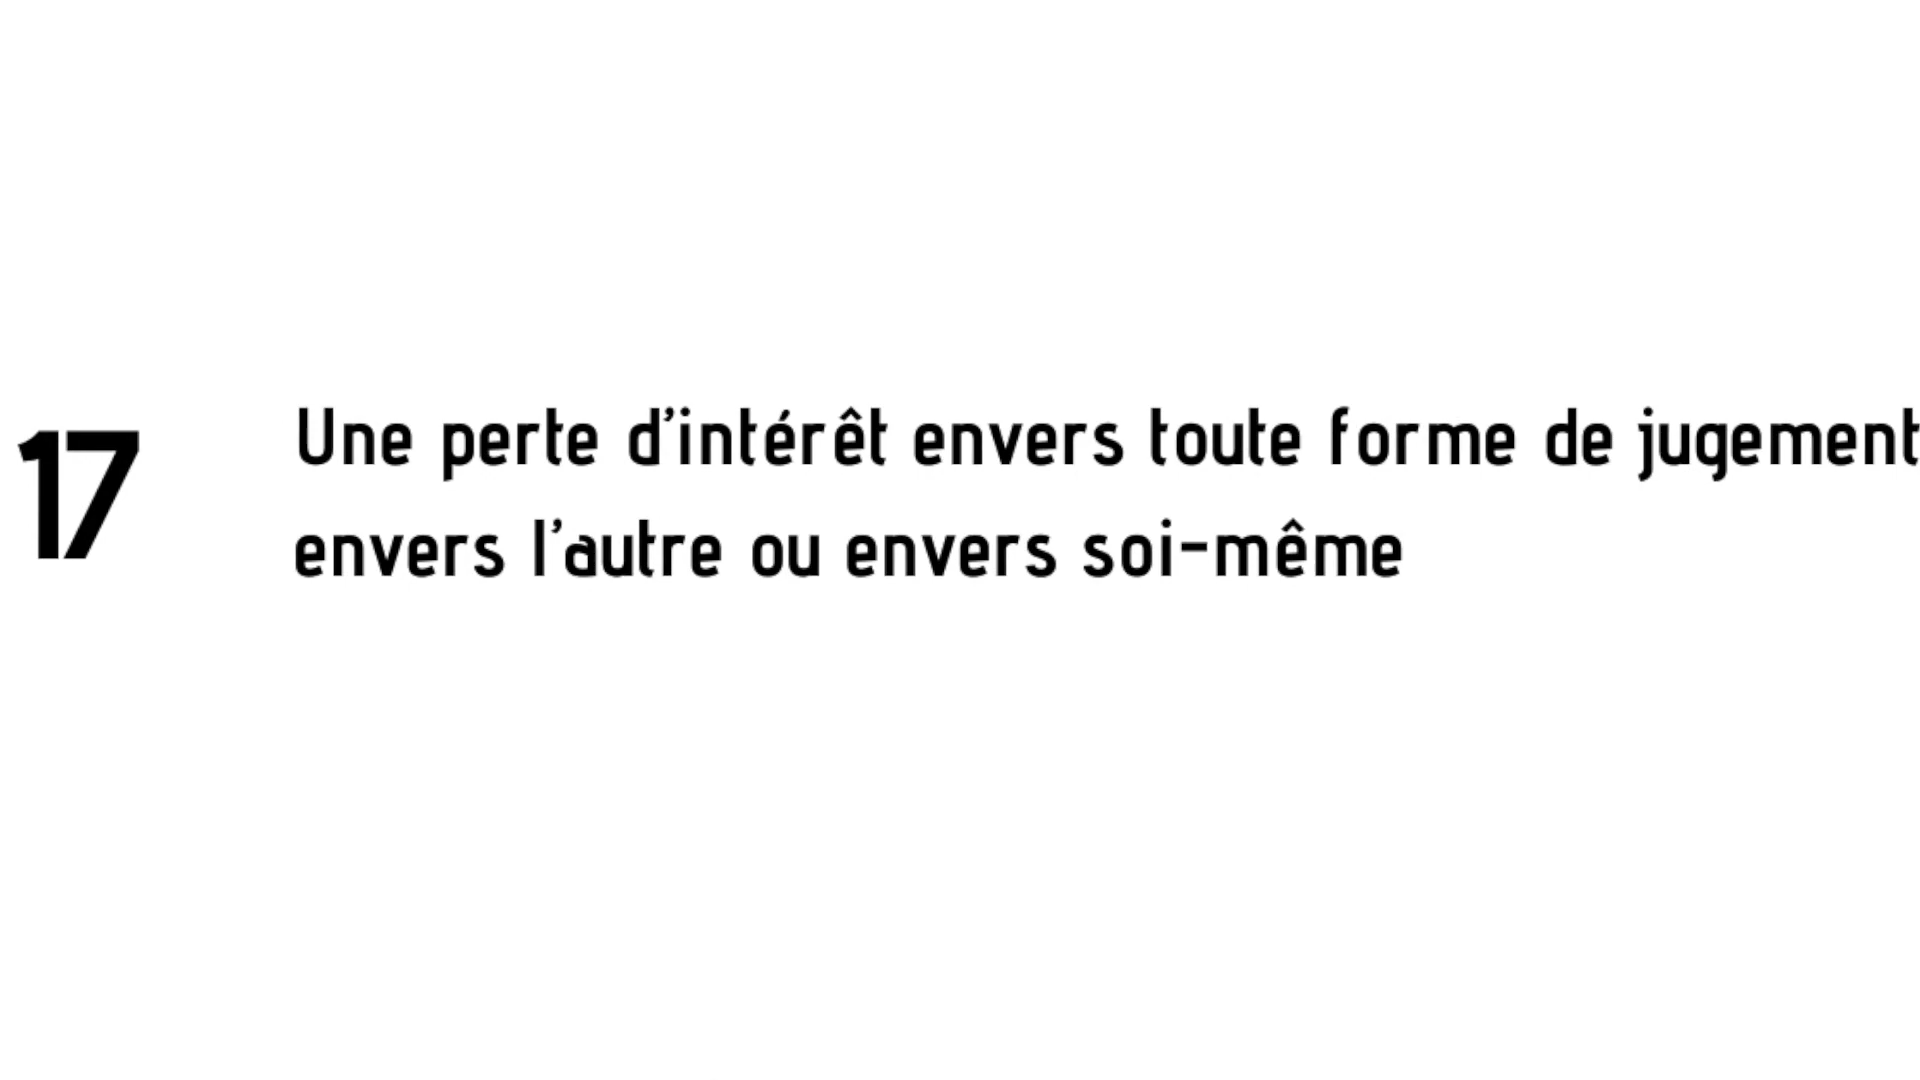 17
Une perte d’intérêt envers toute forme de jugement
envers l’autre ou envers soi-même